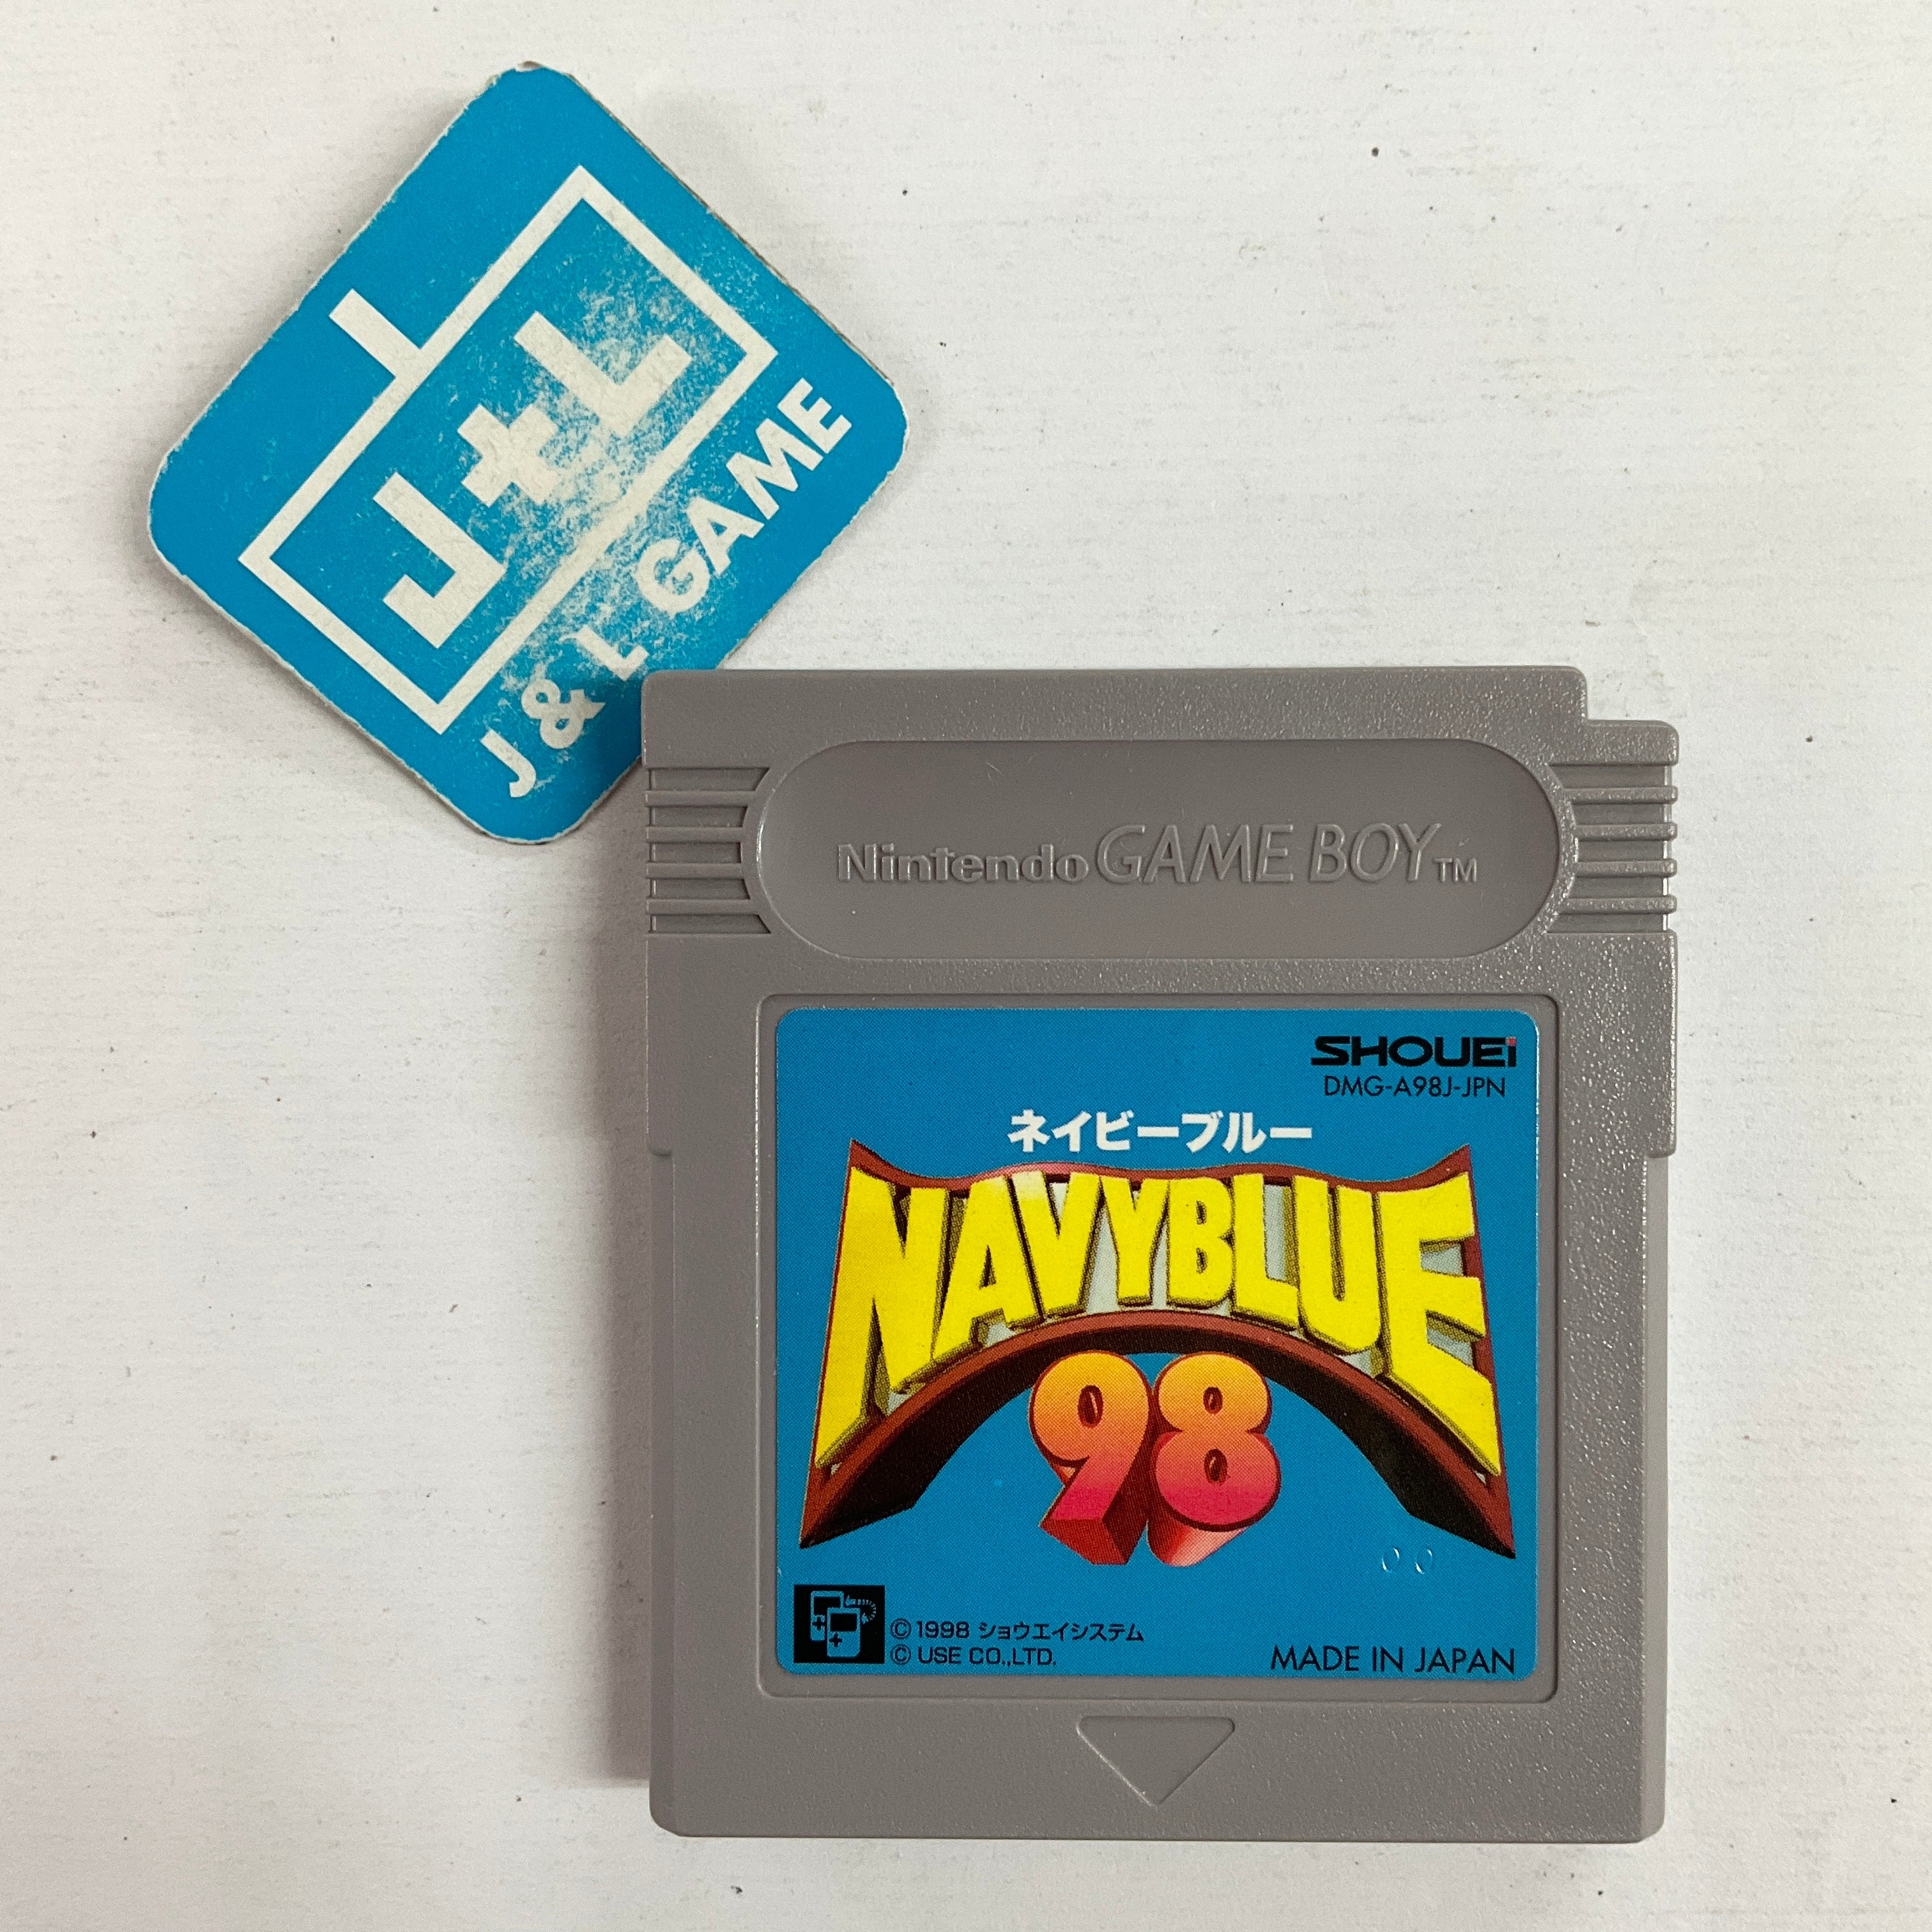 J+L
J & L GAME
Nintendo GAME BOY TM
SHOUEi
DMG-A98J-JPN
ネイビーブルー
NAVYBLUE
98
00
©1998 ショウエイシステム
© USE CO.,LTD.
MADE IN JAPAN